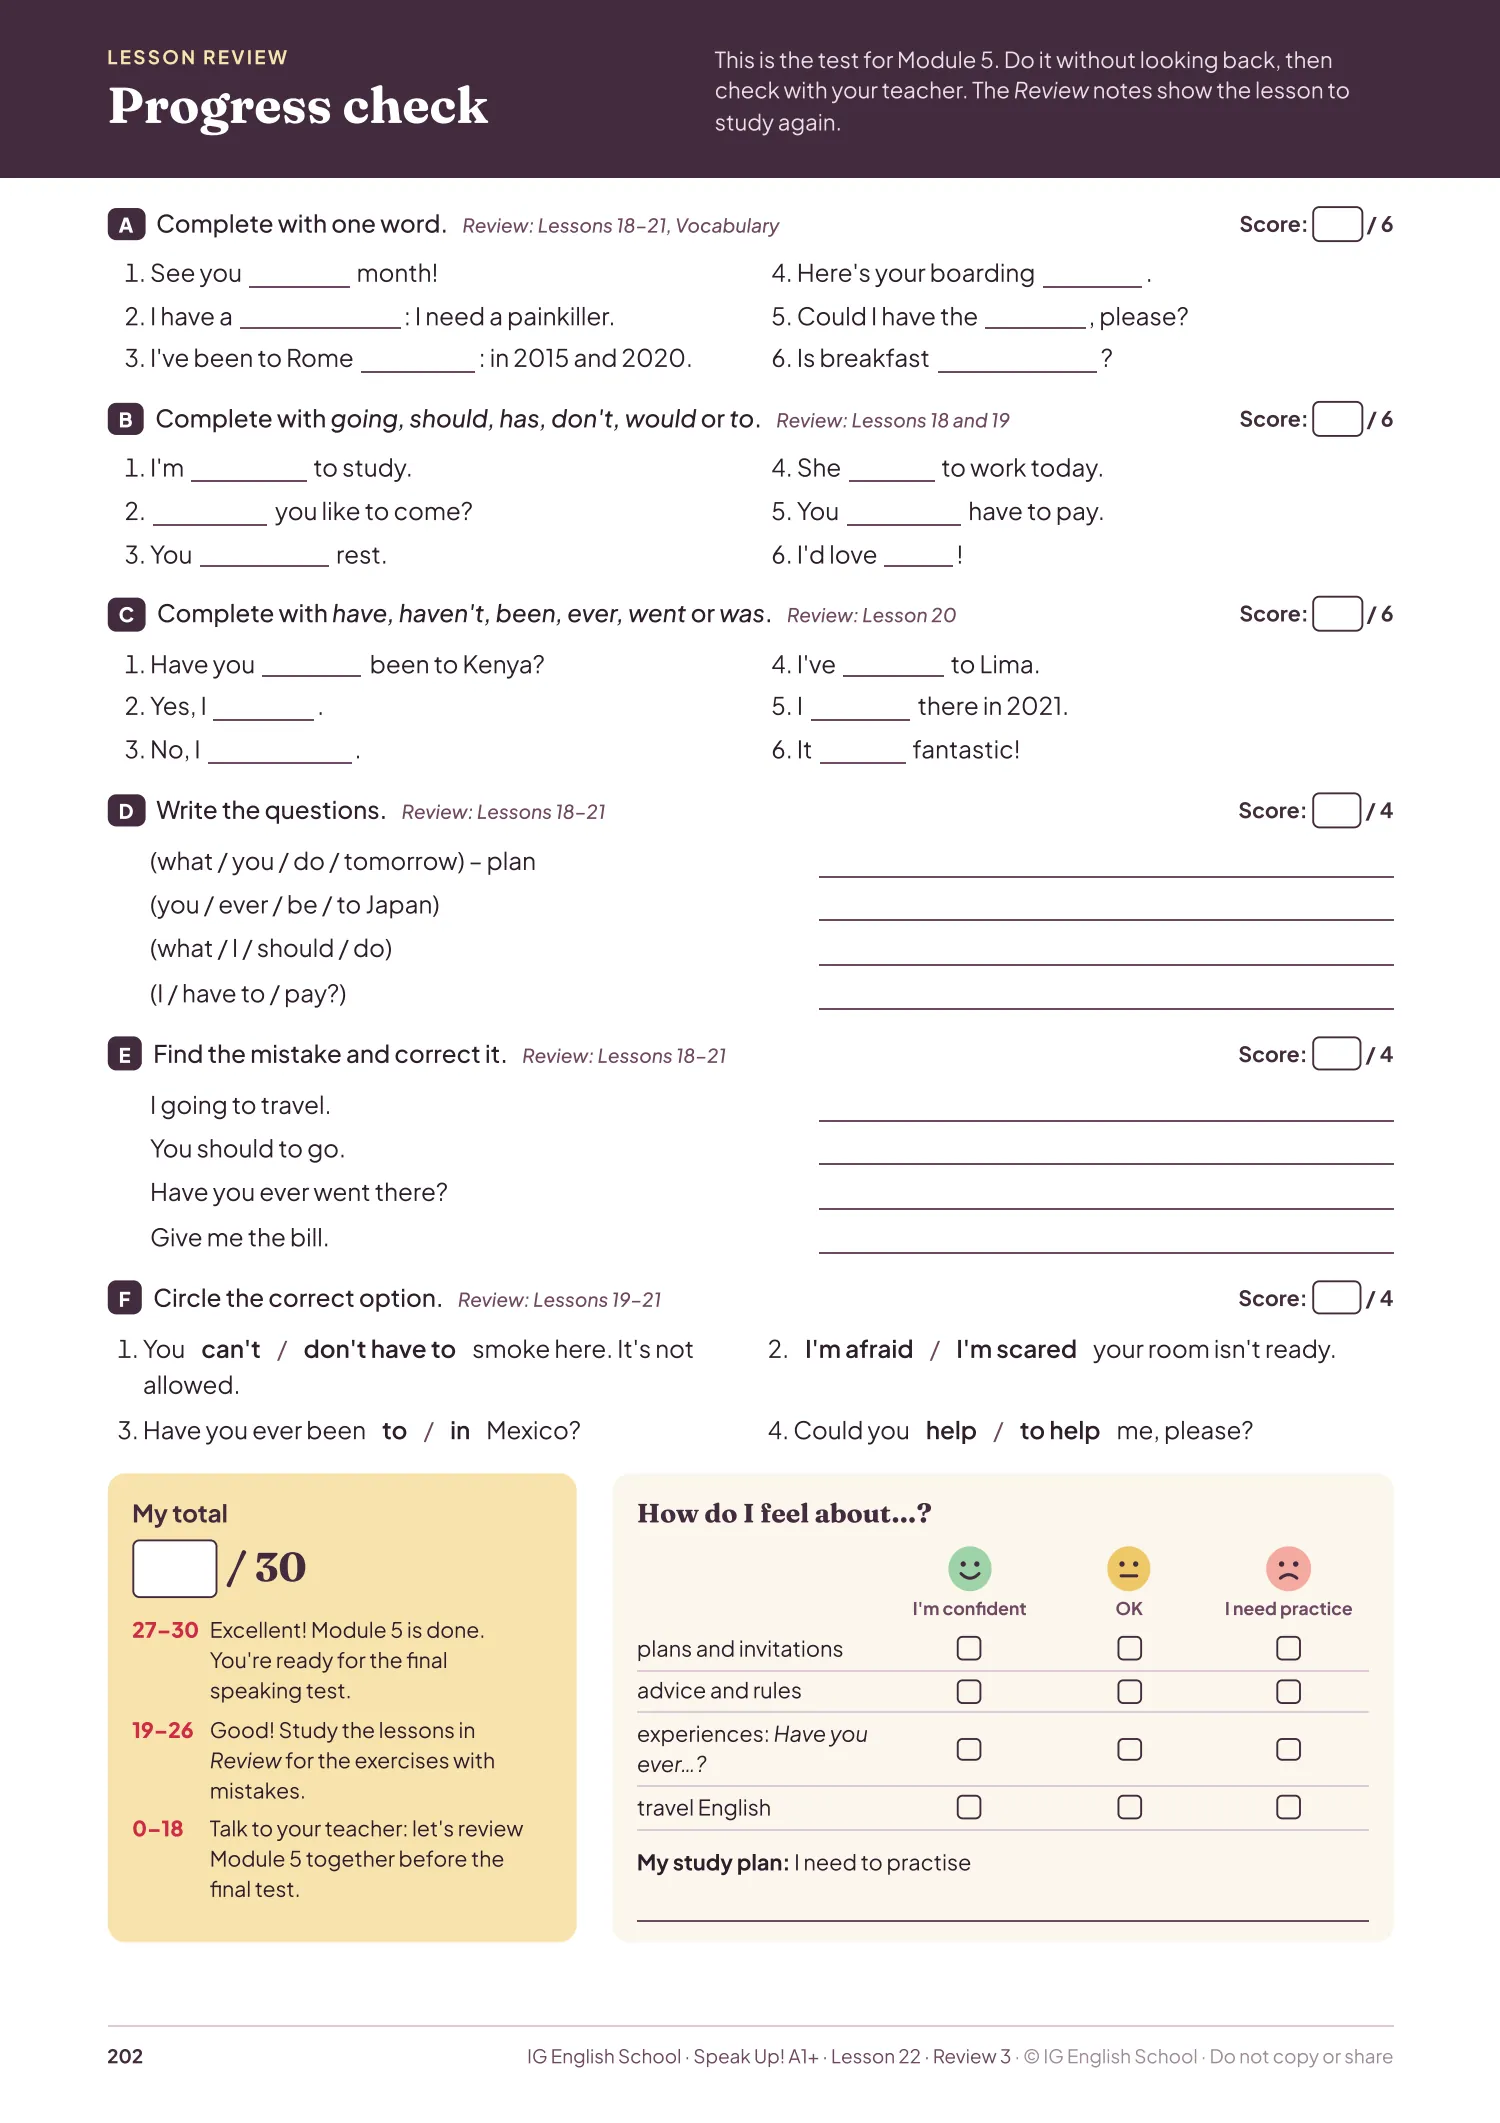 LESSON REVIEW
Progress check
This is the test for Module 5. Do it without looking back, then
check with your teacher. The Review notes show the lesson to
study again.
A Complete with one word. Review: Lessons 18–21, Vocabulary Score: / 6
1. See you ________ month!
2. I have a ________ : I need a painkiller.
3. I've been to Rome ________ : in 2015 and 2020.
4. Here's your boarding ________ .
5. Could I have the ________ , please?
6. Is breakfast ________ ?
B Complete with going, should, has, don't, would or to. Review: Lessons 18 and 19 Score: / 6
1. I'm ________ to study.
2. ________ you like to come?
3. You ________ rest.
4. She ________ to work today.
5. You ________ have to pay.
6. I'd love ________ !
C Complete with have, haven't, been, ever, went or was. Review: Lesson 20 Score: / 6
1. Have you ________ been to Kenya?
2. Yes, I ________ .
3. No, I ________ .
4. I've ________ to Lima.
5. I ________ there in 2021.
6. It ________ fantastic!
D Write the questions. Review: Lessons 18–21 Score: / 4
(what / you / do / tomorrow) – plan
(you / ever / be / to Japan)
(what / I / should / do)
(I / have to / pay?)
E Find the mistake and correct it. Review: Lessons 18–21 Score: / 4
I going to travel.
You should to go.
Have you ever went there?
Give me the bill.
F Circle the correct option. Review: Lessons 19–21 Score: / 4
1. You can't / don't have to smoke here. It's not
allowed.
2. I'm afraid / I'm scared your room isn't ready.
3. Have you ever been to / in Mexico?
4. Could you help / to help me, please?
My total
/ 30
27–30 Excellent! Module 5 is done.
You're ready for the final
speaking test.
19–26 Good! Study the lessons in
Review for the exercises with
mistakes.
0–18 Talk to your teacher: let's review
Module 5 together before the
final test.
How do I feel about...?
I'm confident OK I need practice
plans and invitations
advice and rules
experiences: Have you
ever...?
travel English
My study plan: I need to practise
202
IG English School · Speak Up! A1+ · Lesson 22 · Review 3 · © IG English School · Do not copy or share